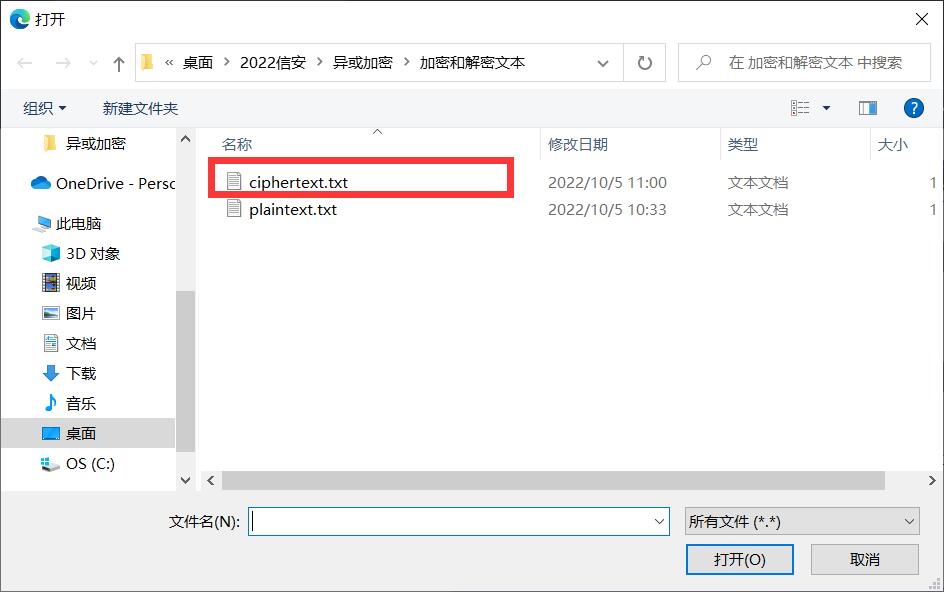 打开
« 桌面 › 2022信安 › 异或加密 › 加密和解密文本
在 加密和解密文本 中搜索
组织 新建文件夹
异或加密
OneDrive - Persc
此电脑
3D 对象
视频
图片
文档
下载
音乐
桌面
OS (C:)
名称 修改日期 类型 大小
ciphertext.txt 2022/10/5 11:00 文本文档 1
plaintext.txt 2022/10/5 10:33 文本文档 1
文件名(N): 所有文件 (*.*)
打开(O) 取消